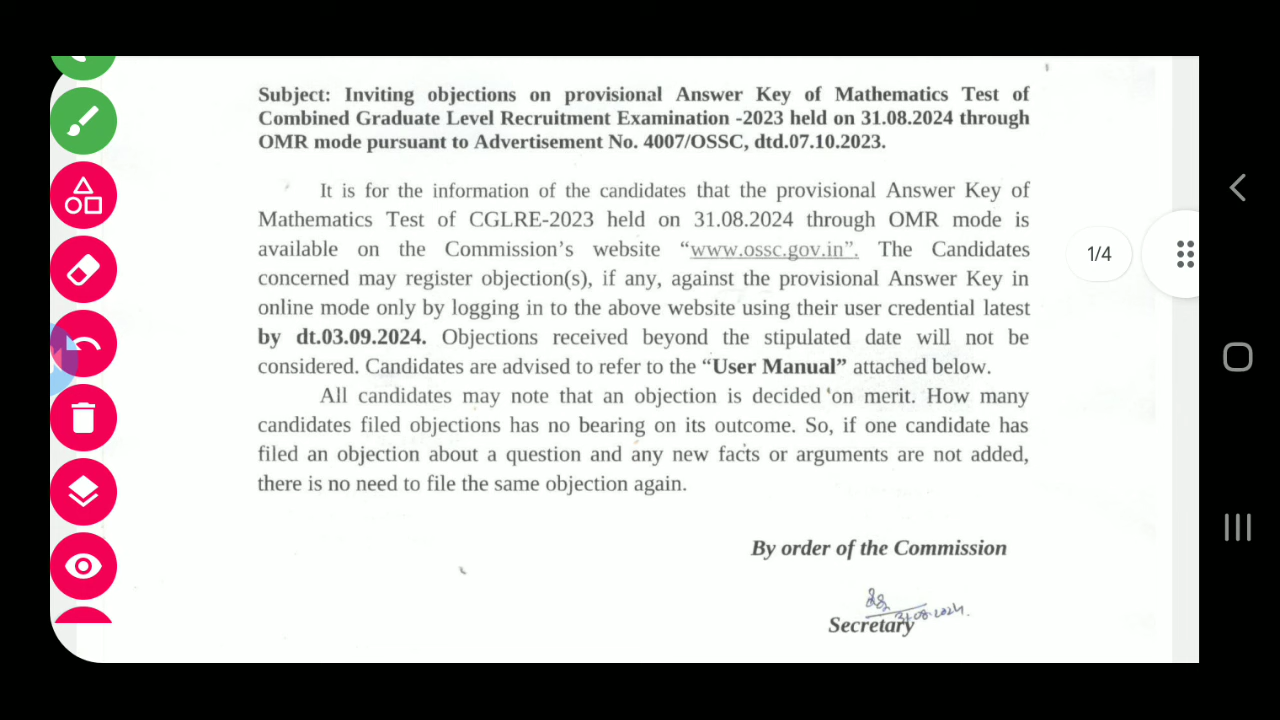 Subject: Inviting objections on provisional Answer Key of Mathematics Test of
Combined Graduate Level Recruitment Examination -2023 held on 31.08.2024 through
OMR mode pursuant to Advertisement No. 4007/OSSC, dtd.07.10.2023.
It is for the information of the candidates that the provisional Answer Key of
Mathematics Test of CGLRE-2023 held on 31.08.2024 through OMR mode is
available on the Commission's website “www.ossc.gov.in”. The Candidates
concerned may register objection(s), if any, against the provisional Answer Key in
online mode only by logging in to the above website using their user credential latest
by dt.03.09.2024. Objections received beyond the stipulated date will not be
considered. Candidates are advised to refer to the “User Manual” attached below.
All candidates may note that an objection is decided on merit. How many
candidates filed objections has no bearing on its outcome. So, if one candidate has
filed an objection about a question and any new facts or arguments are not added,
there is no need to file the same objection again.
By order of the Commission
31.08.2024.
Secretary
1/4